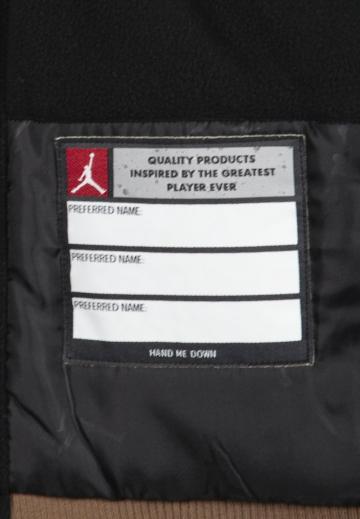 QUALITY PRODUCTS
INSPIRED BY THE GREATEST
PLAYER EVER
PREFERRED NAME:
PREFERRED NAME:
PREFERRED NAME:
HAND ME DOWN